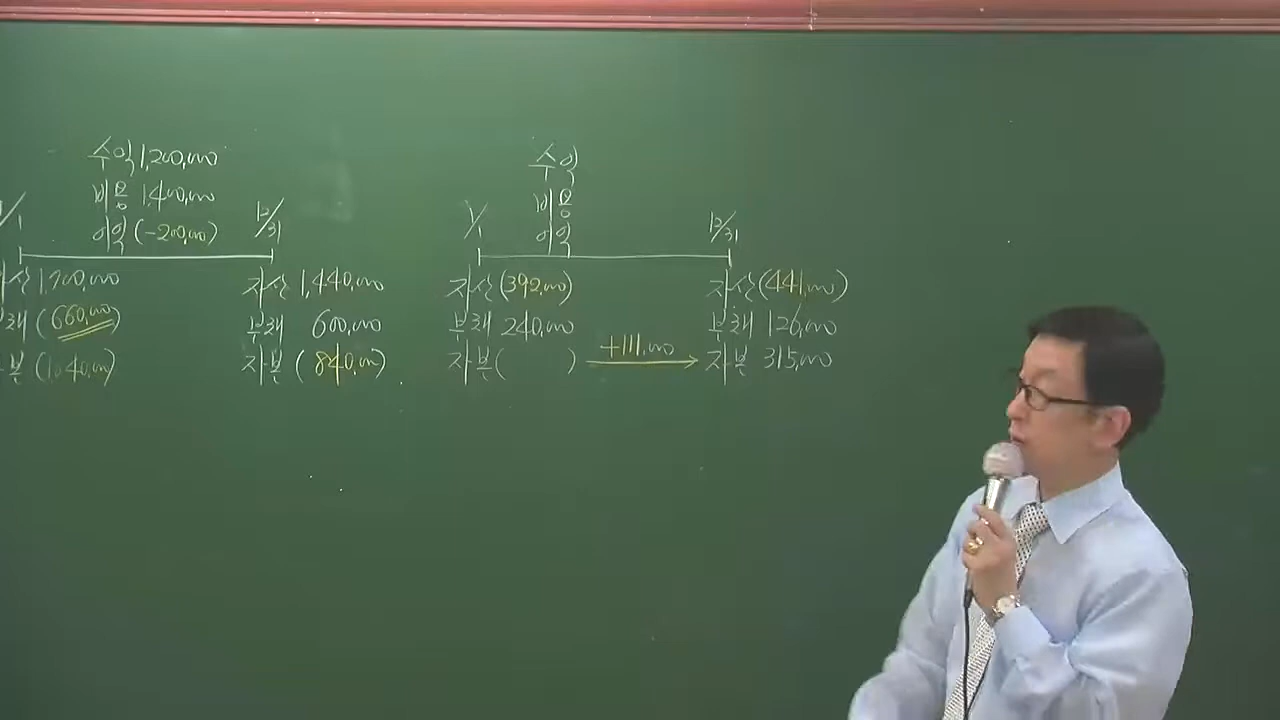 수익 1,200,000
비용 1,400,000
이익 (-200,000)
/1
12/31
자산 1,700,000
부채 (660,000)
자본 (1,040,000)
자산 1,440,000
부채 600,000
자본 (840,000)
수익
비용
이익
1/1
12/31
자산 (392,000)
부채 240,000
자본 ( )
+111,000
자산 (441,000)
부채 126,000
자본 315,000